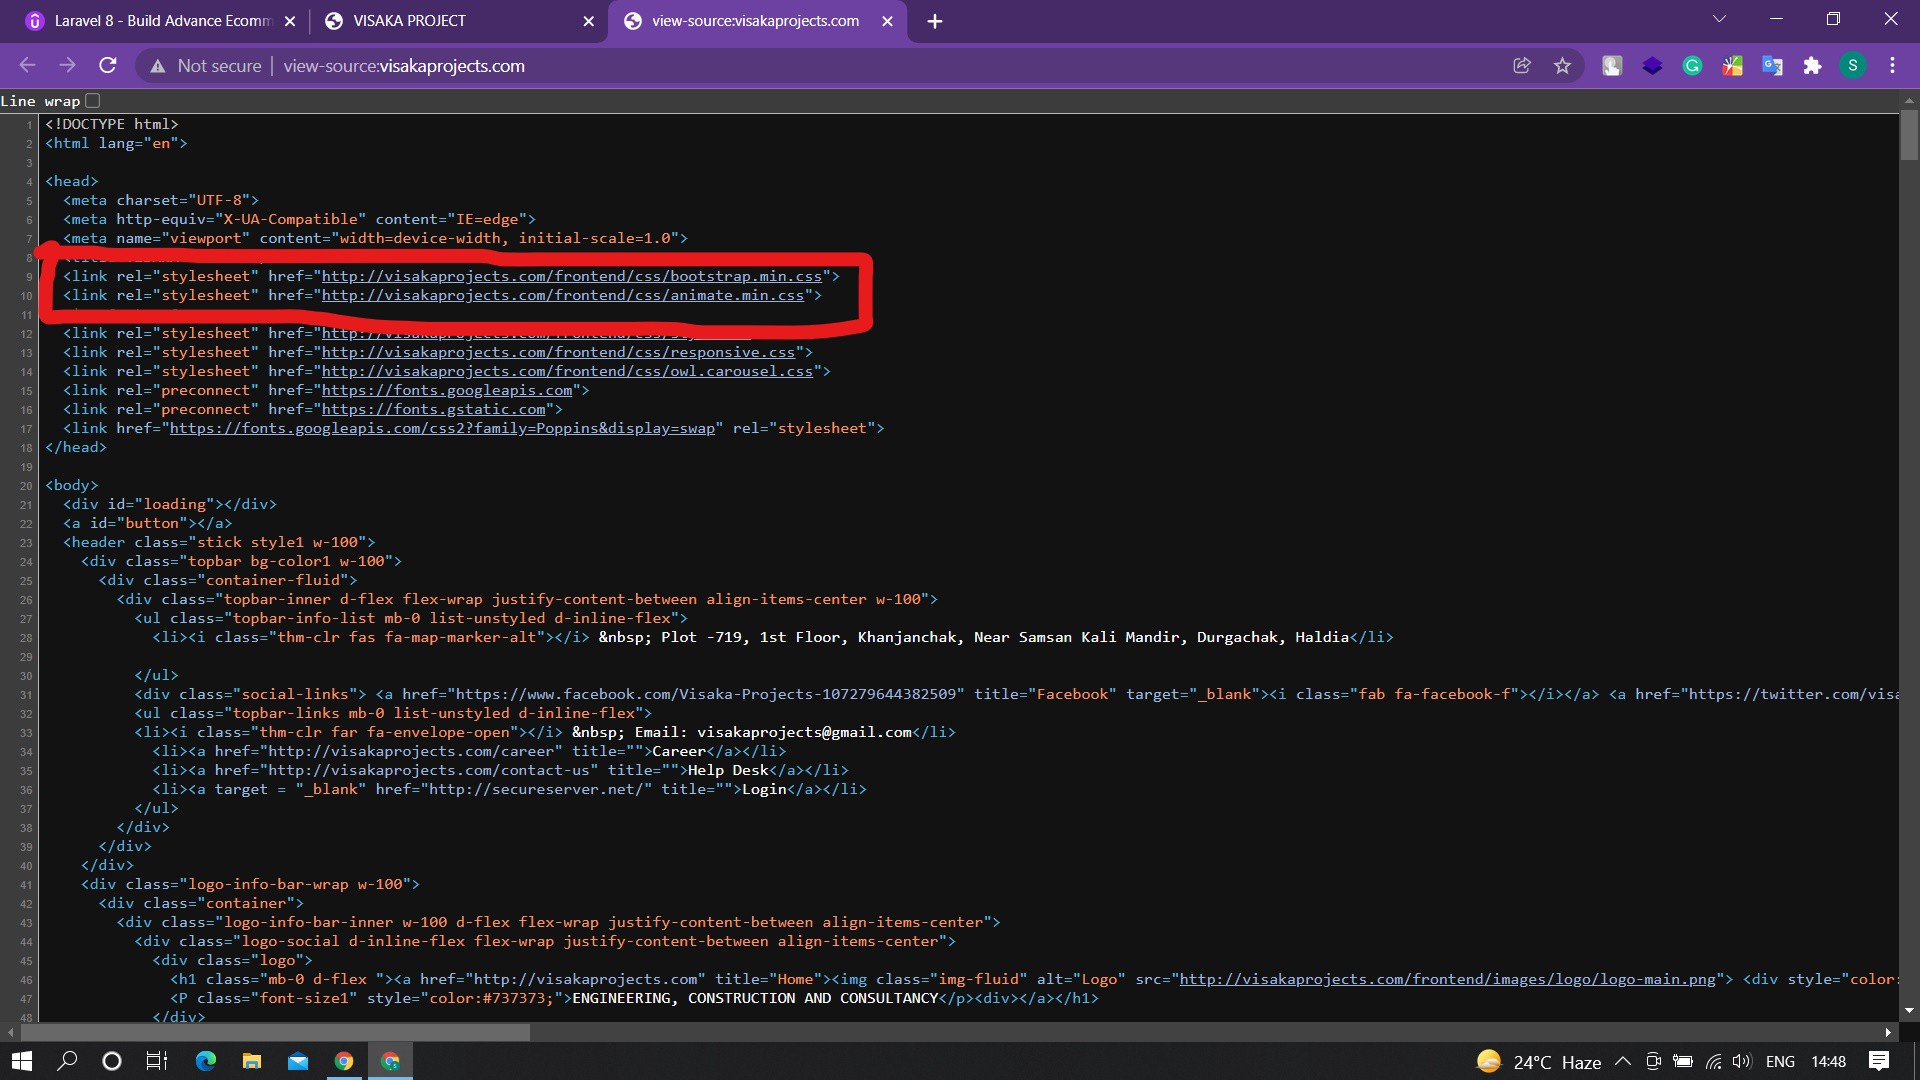 Laravel 8 - Build Advance Ecomm
VISAKA PROJECT
view-source:visakaprojects.com
Not secure
view-source:visakaprojects.com
S
Line wrap
1 <!DOCTYPE html>
2 <html lang="en">
3
4 <head>
5 <meta charset="UTF-8">
6 <meta http-equiv="X-UA-Compatible" content="IE=edge">
7 <meta name="viewport" content="width=device-width, initial-scale=1.0">
8
9 <link rel="stylesheet" href="http://visakaprojects.com/frontend/css/bootstrap.min.css">
10 <link rel="stylesheet" href="http://visakaprojects.com/frontend/css/animate.min.css">
11
12 <link rel="stylesheet" href="http://visakaprojects.com/frontend/css/
13 <link rel="stylesheet" href="http://visakaprojects.com/frontend/css/responsive.css">
14 <link rel="stylesheet" href="http://visakaprojects.com/frontend/css/owl.carousel.css">
15 <link rel="preconnect" href="https://fonts.googleapis.com">
16 <link rel="preconnect" href="https://fonts.gstatic.com">
17 <link href="https://fonts.googleapis.com/css2?family=Poppins&display=swap" rel="stylesheet">
18 </head>
19
20 <body>
21 <div id="loading"></div>
22 <a id="button"></a>
23 <header class="stick style1 w-100">
24 <div class="topbar bg-color1 w-100">
25 <div class="container-fluid">
26 <div class="topbar-inner d-flex flex-wrap justify-content-between align-items-center w-100">
27 <ul class="topbar-info-list mb-0 list-unstyled d-inline-flex">
28 <li><i class="thm-clr fas fa-map-marker-alt"></i> &nbsp; Plot -719, 1st Floor, Khanjanchak, Near Samsan Kali Mandir, Durgachak, Haldia</li>
29
30 </ul>
31 <div class="social-links"> <a href="https://www.facebook.com/Visaka-Projects-107279644382509" title="Facebook" target="_blank"><i class="fab fa-facebook-f"></i></a> <a href="https://twitter.com/visa
32 <ul class="topbar-links mb-0 list-unstyled d-inline-flex">
33 <li><i class="thm-clr far fa-envelope-open"></i> &nbsp; Email: visakaprojects@gmail.com</li>
34 <li><a href="http://visakaprojects.com/career" title="">Career</a></li>
35 <li><a href="http://visakaprojects.com/contact-us" title="">Help Desk</a></li>
36 <li><a target = "_blank" href="http://secureserver.net/" title="">Login</a></li>
37 </ul>
38 </div>
39 </div>
40 </div>
41 <div class="logo-info-bar-wrap w-100">
42 <div class="container">
43 <div class="logo-info-bar-inner w-100 d-flex flex-wrap justify-content-between align-items-center">
44 <div class="logo-social d-inline-flex flex-wrap justify-content-between align-items-center">
45 <div class="logo">
46 <h1 class="mb-0 d-flex "><a href="http://visakaprojects.com" title="Home"><img class="img-fluid" alt="Logo" src="http://visakaprojects.com/frontend/images/logo/logo-main.png"> <div style="color:
47 <P class="font-size1" style="color:#737373;">ENGINEERING, CONSTRUCTION AND CONSULTANCY</p><div></a></h1>
48 </div>
24°C Haze
ENG
14:48